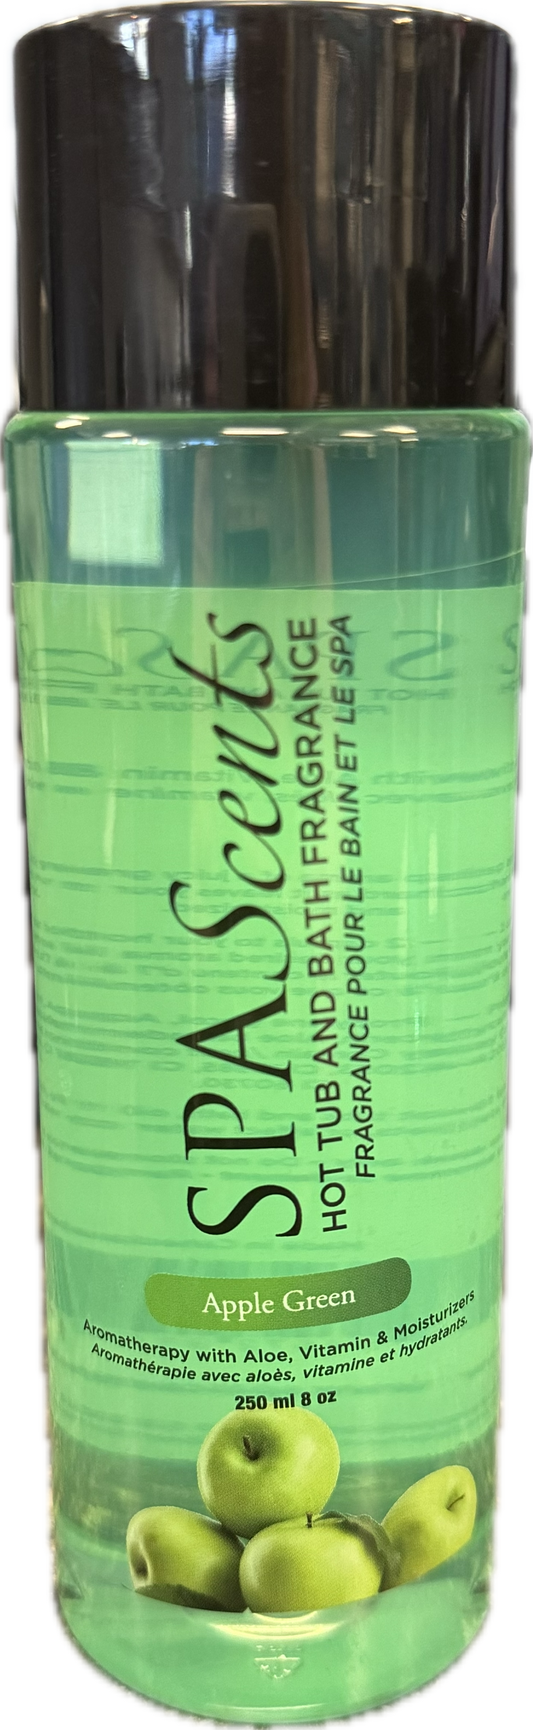 SPAScents
HOT TUB AND BATH FRAGRANCE
FRAGRANCE POUR LE BAIN ET LE SPA
Apple Green
Aromatherapy with Aloe, Vitamin & Moisturizers
Aromathérapie avec aloès, vitamine et hydratants.
250 ml 8 oz